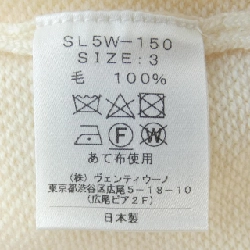 SL5W-150
SIZE:3
毛 100%
F W
あて布使用
(株)ヴェンティウーノ
東京都渋谷区広尾5-18-10
(広尾ピア2F)
日本製